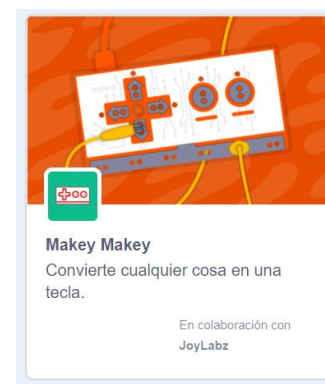 Makey Makey
Convierte cualquier cosa en una
tecla.
En colaboración con
JoyLabz